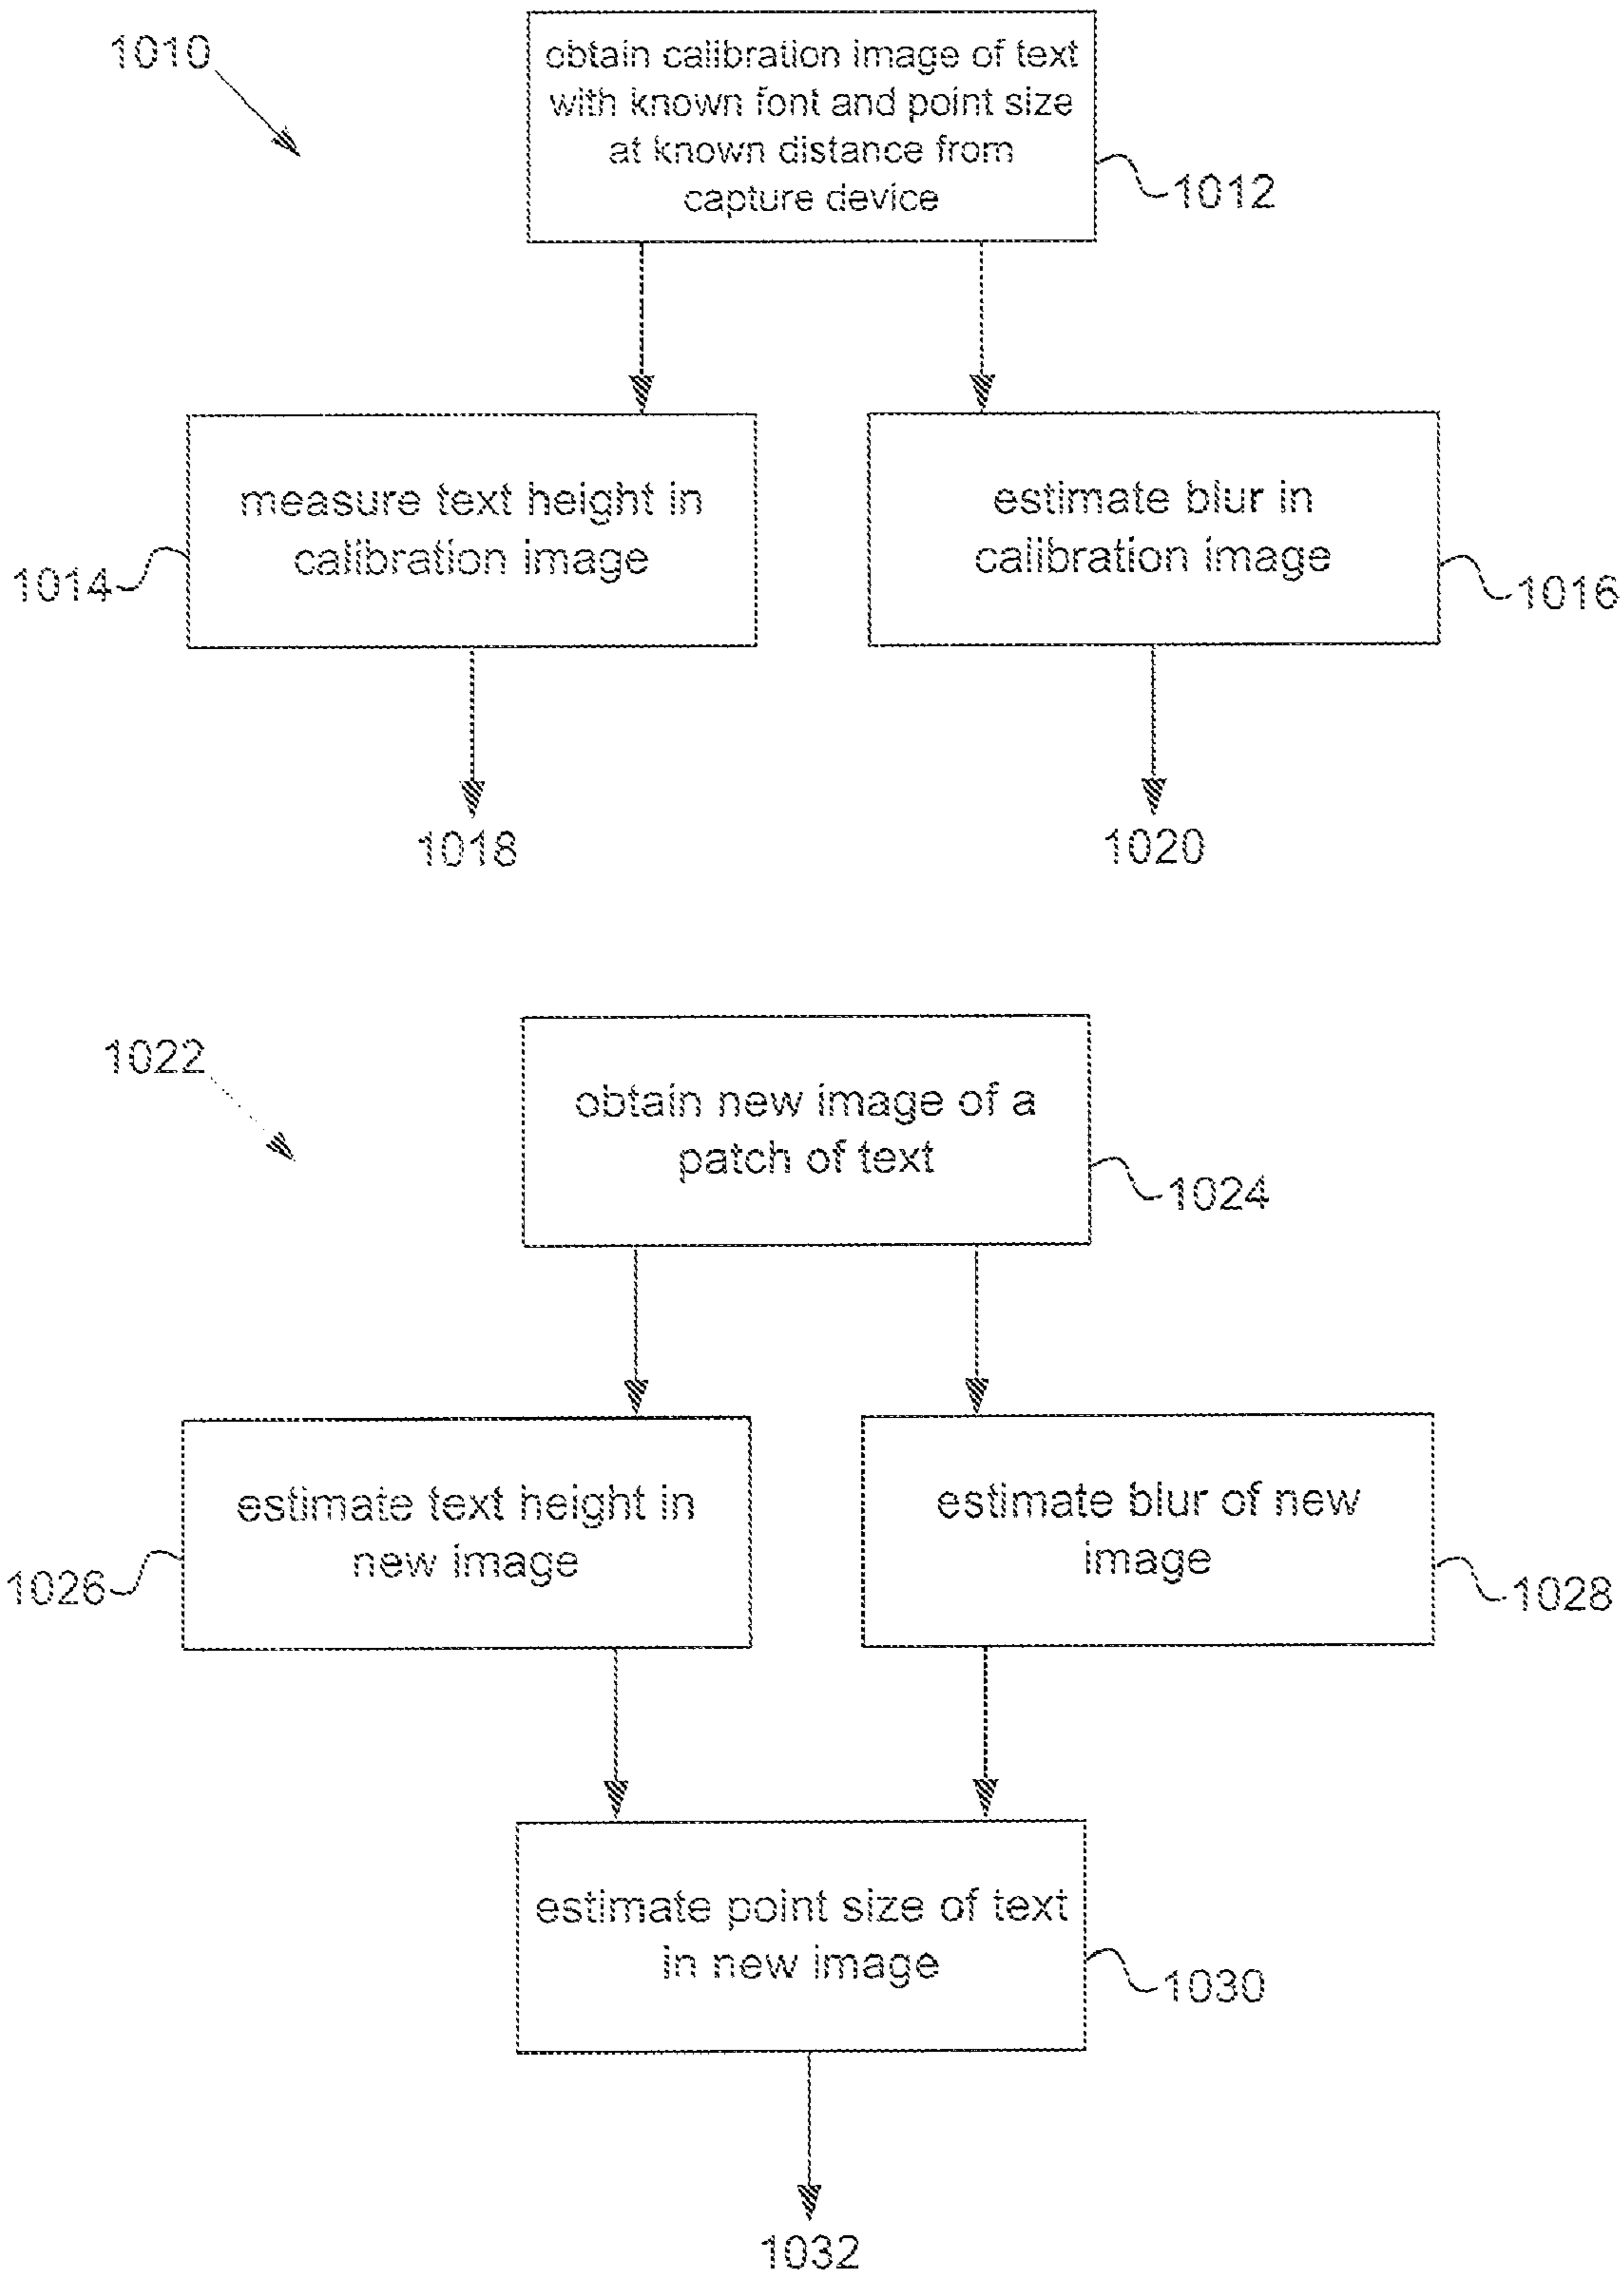 1010
obtain calibration image of text
with known font and point size
at known distance from
capture device
1012
measure text height in
calibration image
1014
estimate blur in
calibration image
1016
1018
1020
1022
obtain new image of a
patch of text
1024
estimate text height in
new image
1026
estimate blur of new
image
1028
estimate point size of text
in new image
1030
1032